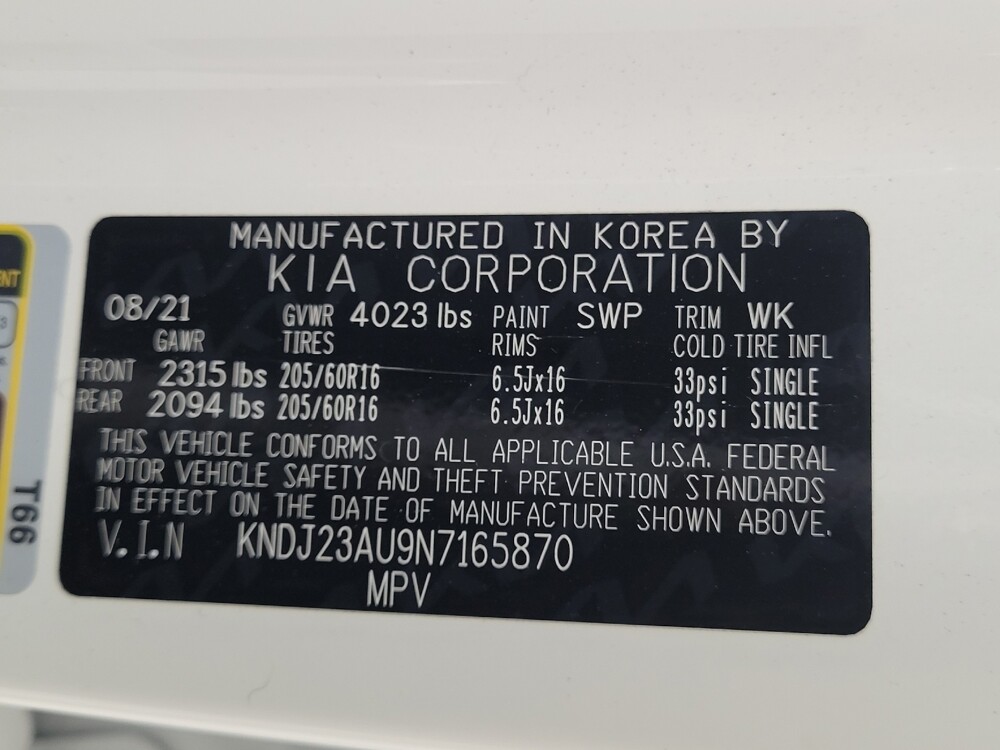 MANUFACTURED IN KOREA BY
KIA CORPORATION
08/21 GVWR 4023 lbs PAINT SWP TRIM WK
GAWR TIRES RIMS COLD TIRE INFL
FRONT 2315 lbs 205/60R16 6.5Jx16 33psi SINGLE
REAR 2094 lbs 205/60R16 6.5Jx16 33psi SINGLE
THIS VEHICLE CONFORMS TO ALL APPLICABLE U.S.A. FEDERAL
MOTOR VEHICLE SAFETY AND THEFT PREVENTION STANDARDS
IN EFFECT ON THE DATE OF MANUFACTURE SHOWN ABOVE.
V.I.N KNDJ23AU9N7165870
MPV
T66